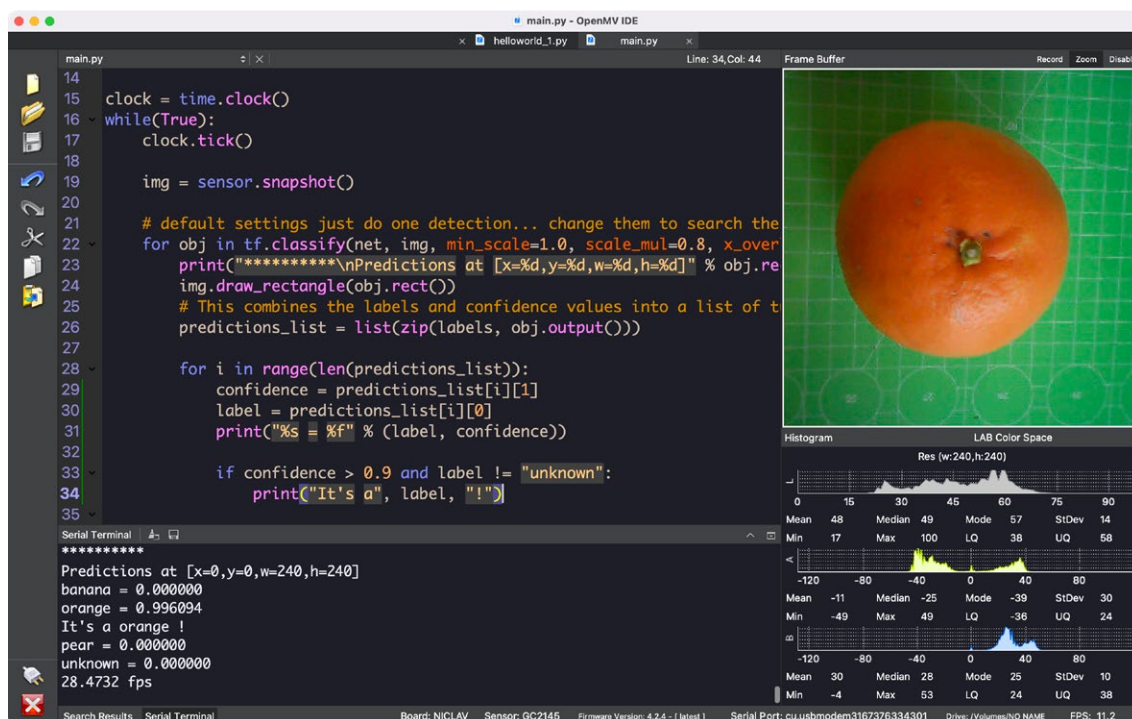 main.py - OpenMV IDE
helloworld_1.py main.py
main.py Line: 34,Col: 44
Frame Buffer Record Zoom Disabl
14
15 clock = time.clock()
16 while(True):
17 clock.tick()
18
19 img = sensor.snapshot()
20
21 # default settings just do one detection... change them to search the
22 for obj in tf.classify(net, img, min_scale=1.0, scale_mul=0.8, x_over
23 print("**********\nPredictions at [x=%d,y=%d,w=%d,h=%d]" % obj.re
24 img.draw_rectangle(obj.rect())
25 # This combines the labels and confidence values into a list of t
26 predictions_list = list(zip(labels, obj.output()))
27
28 for i in range(len(predictions_list)):
29 confidence = predictions_list[i][1]
30 label = predictions_list[i][0]
31 print("%s = %f" % (label, confidence))
32
33 if confidence > 0.9 and label != "unknown":
34 print("It's a", label, "!")
35
Serial Terminal
**********
Predictions at [x=0,y=0,w=240,h=240]
banana = 0.000000
orange = 0.996094
It's a orange !
pear = 0.000000
unknown = 0.000000
28.4732 fps
Histogram LAB Color Space
Res (w:240,h:240)
L
0 15 30 45 60 75 90
Mean 48 Median 49 Mode 57 StDev 14
Min 17 Max 100 LQ 38 UQ 58
A
-120 -80 -40 0 40 80
Mean -11 Median -25 Mode -39 StDev 30
Min -49 Max 49 LQ -36 UQ 24
B
-120 -80 -40 0 40 80
Mean 30 Median 28 Mode 25 StDev 10
Min -4 Max 53 LQ 24 UQ 38
Search Results Serial Terminal Board: NICLAV Sensor: GC2145 Firmware Version: 4.2.4 - [ latest ] Serial Port: cu.usbmodem3167376334301 Drive: /Volumes/NO NAME FPS: 11.2